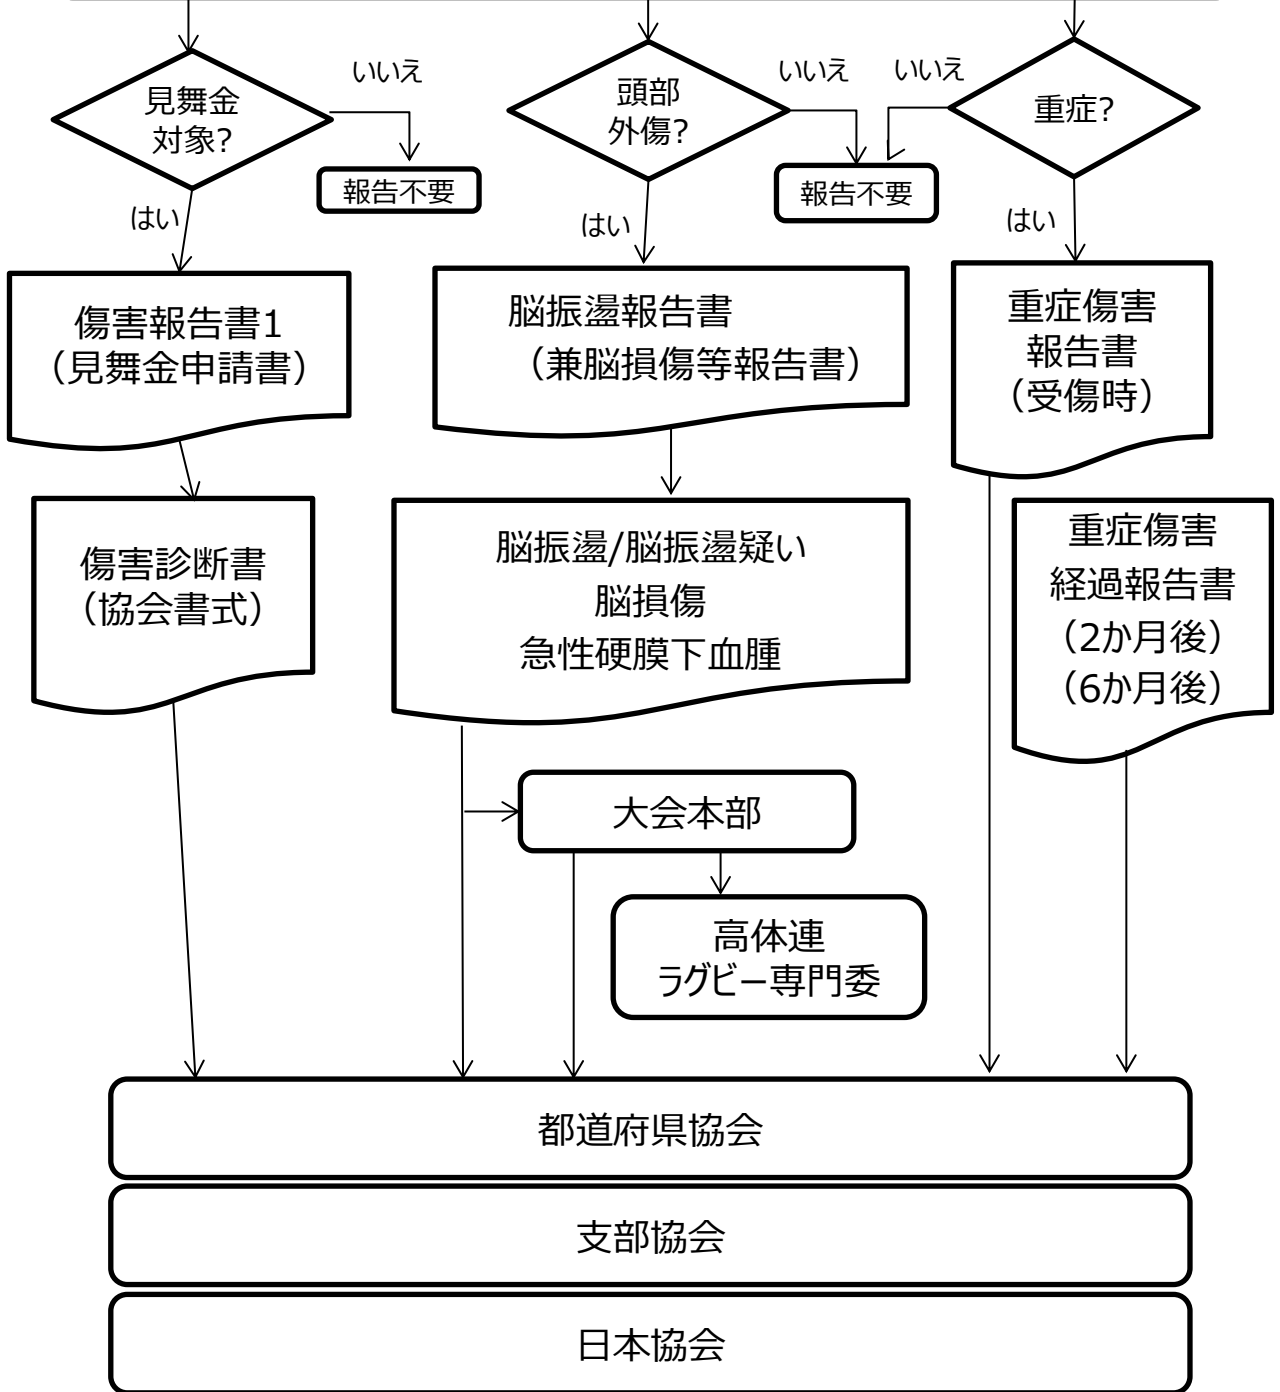 見舞金
対象?
いいえ
報告不要
はい
頭部
外傷?
いいえ
いいえ
報告不要
はい
重症?
はい
傷害報告書1
（見舞金申請書）
脳振盪報告書
（兼脳損傷等報告書）
重症傷害
報告書
（受傷時）
傷害診断書
（協会書式）
脳振盪/脳振盪疑い
脳損傷
急性硬膜下血腫
重症傷害
経過報告書
（2か月後）
（6か月後）
大会本部
高体連
ラグビー専門委
都道府県協会
支部協会
日本協会